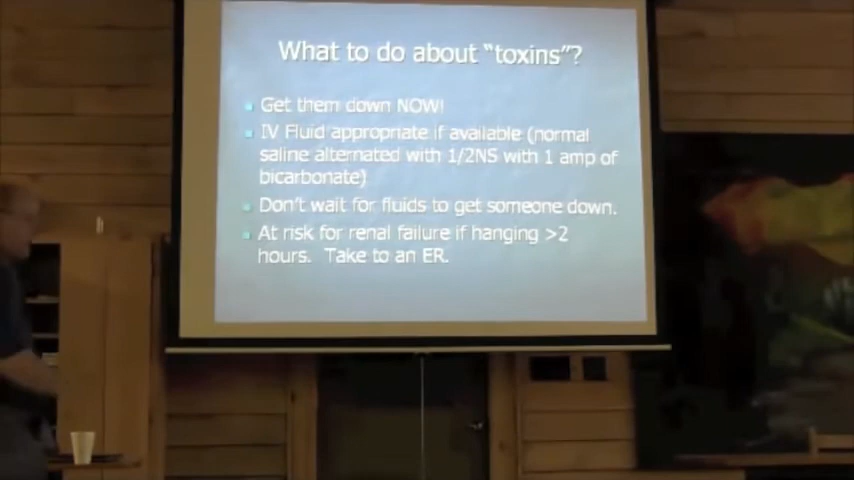 What to do about "toxins"?
Get them down NOW!
IV Fluid appropriate if available (normal
saline alternated with 1/2NS with 1 amp of
bicarbonate)
Don't wait for fluids to get someone down.
At risk for renal failure if hanging >2
hours. Take to an ER.